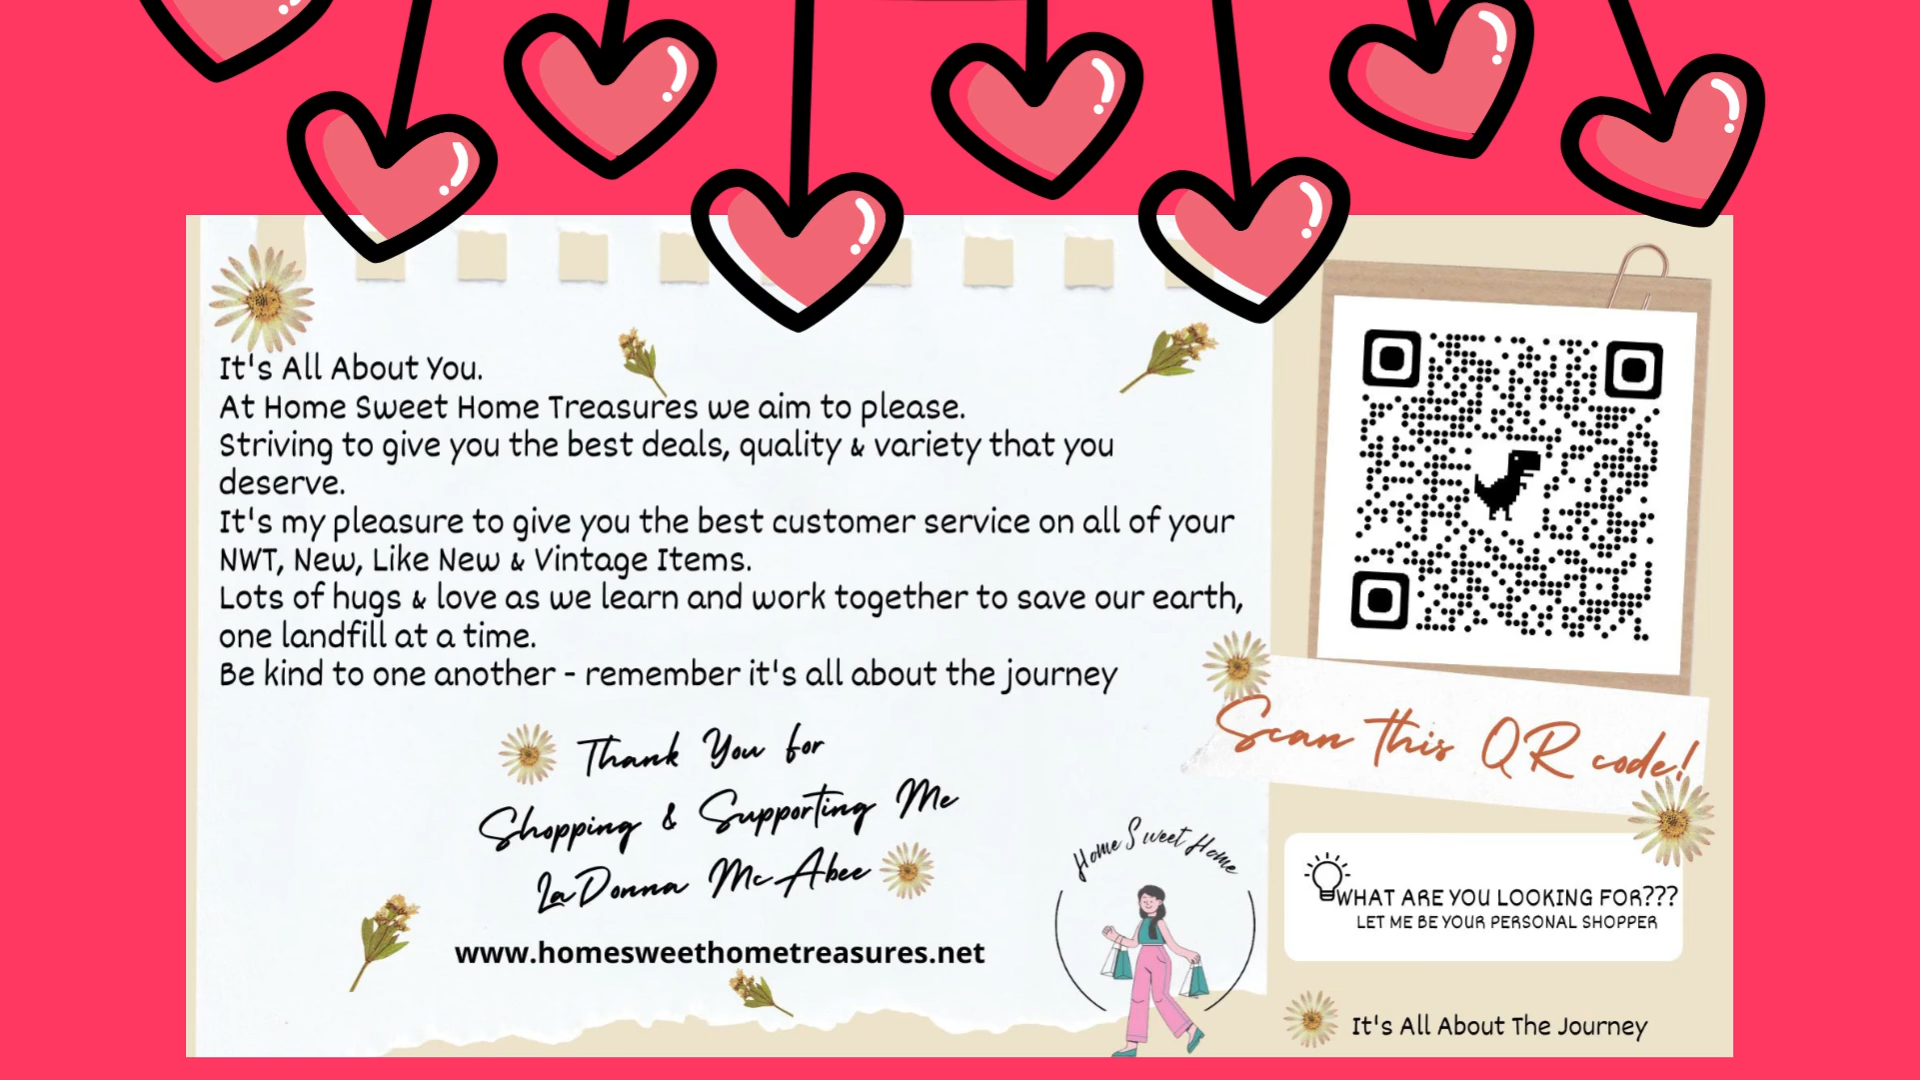 It's All About You.
At Home Sweet Home Treasures we aim to please.
Striving to give you the best deals, quality & variety that you
deserve.
It's my pleasure to give you the best customer service on all of your
NWT, New, Like New & Vintage Items.
Lots of hugs & love as we learn and work together to save our earth,
one landfill at a time.
Be kind to one another - remember it's all about the journey
Thank You for
Shopping & Supporting Me
LaDonna McAbee
www.homesweethometreasures.net
Home Sweet Home
Scan this QR code!
WHAT ARE YOU LOOKING FOR???
LET ME BE YOUR PERSONAL SHOPPER
It's All About The Journey